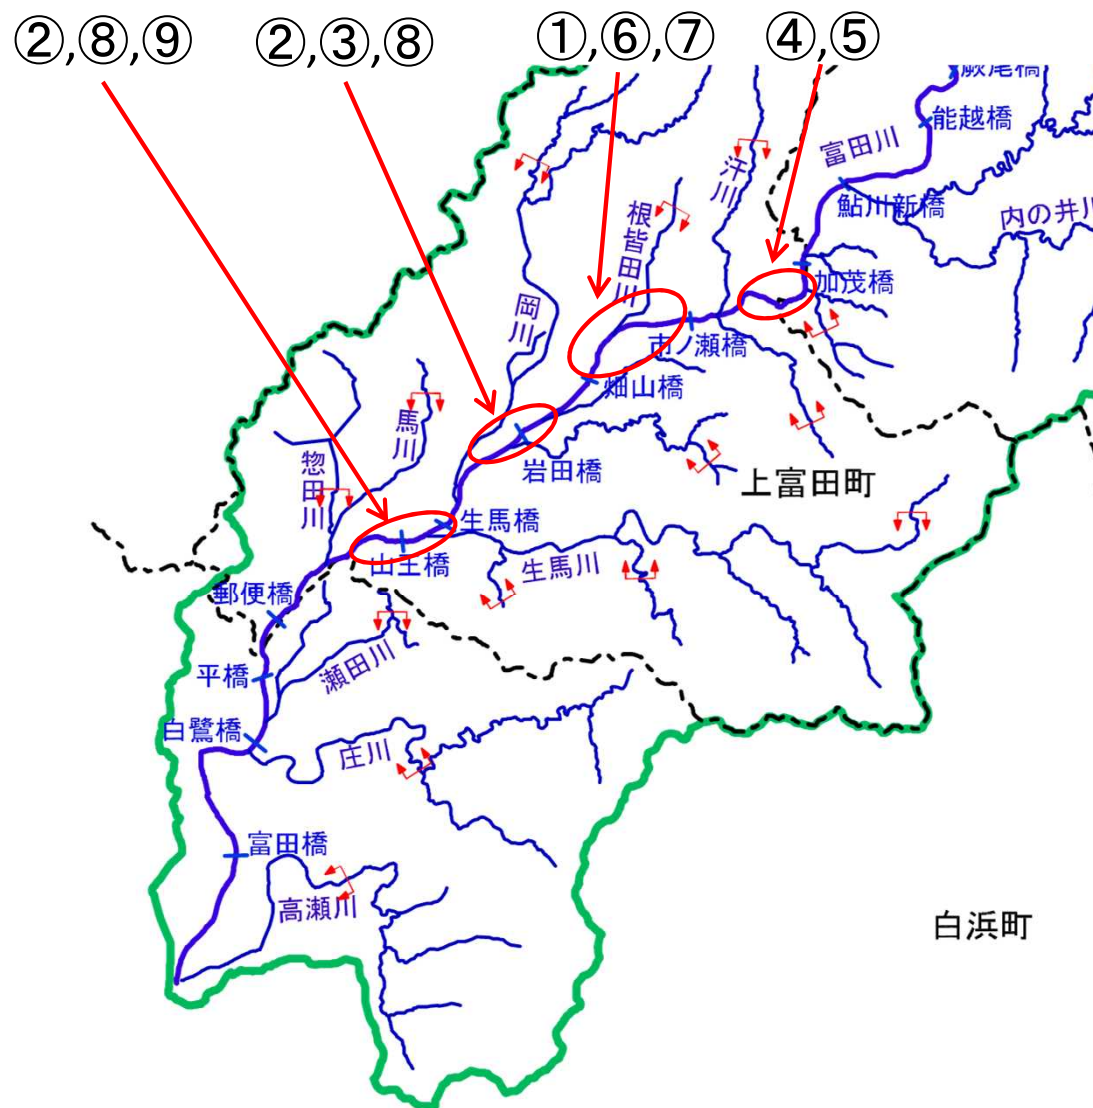 ②,⑧,⑨
②,③,⑧
①,⑥,⑦
④,⑤
蕨尾橋
能越橋
富田川
汗川
鮎川新橋
内の井川
根皆田川
加茂橋
岡川
市ノ瀬橋
畑山橋
馬川
惣田川
岩田橋
上富田町
生馬橋
山王橋
生馬川
郵便橋
平橋
瀬田川
白鷺橋
庄川
富田橋
高瀬川
白浜町